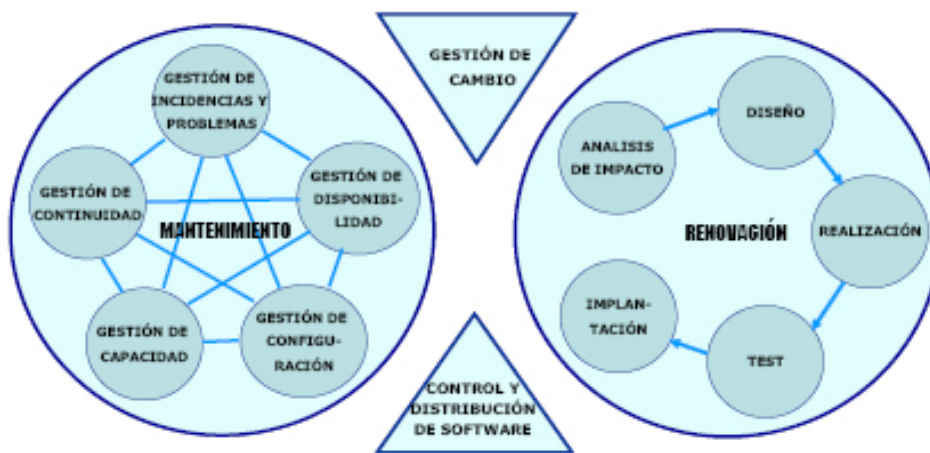 GESTIÓN DE
INCIDENCIAS Y
PROBLEMAS
GESTIÓN DE
CONTINUIDAD
GESTIÓN DE
DISPONIBI-
LIDAD
MANTENIMIENTO
GESTIÓN DE
CAPACIDAD
GESTIÓN DE
CONFIGU-
RACIÓN
GESTIÓN DE
CAMBIO
CONTROL Y
DISTRIBUCIÓN
DE SOFTWARE
ANALISIS
DE IMPACTO
DISEÑO
REALIZACIÓN
RENOVAGIÓN
IMPLAN-
TACIÓN
TEST